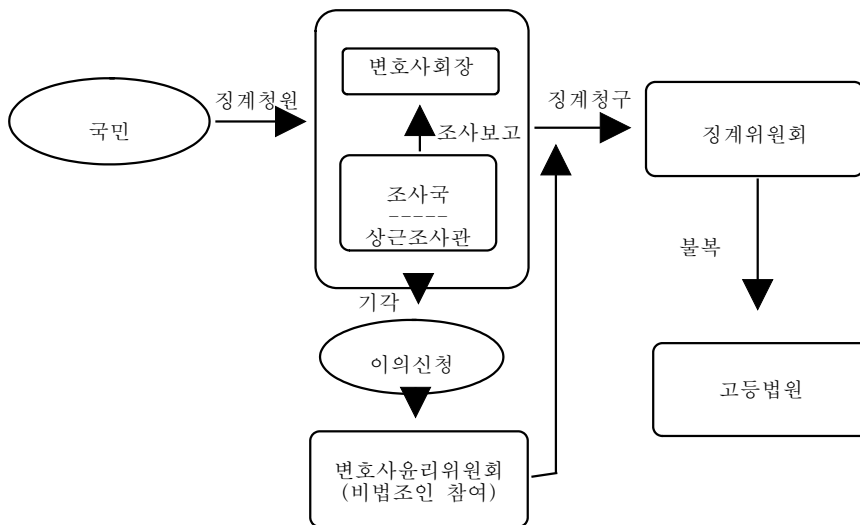 변호사회장
징계청원
징계청구
국민
조사보고
징계위원회
조사국
-----
상근조사관
불복
기각
이의신청
고등법원
변호사윤리위원회
(비법조인 참여)